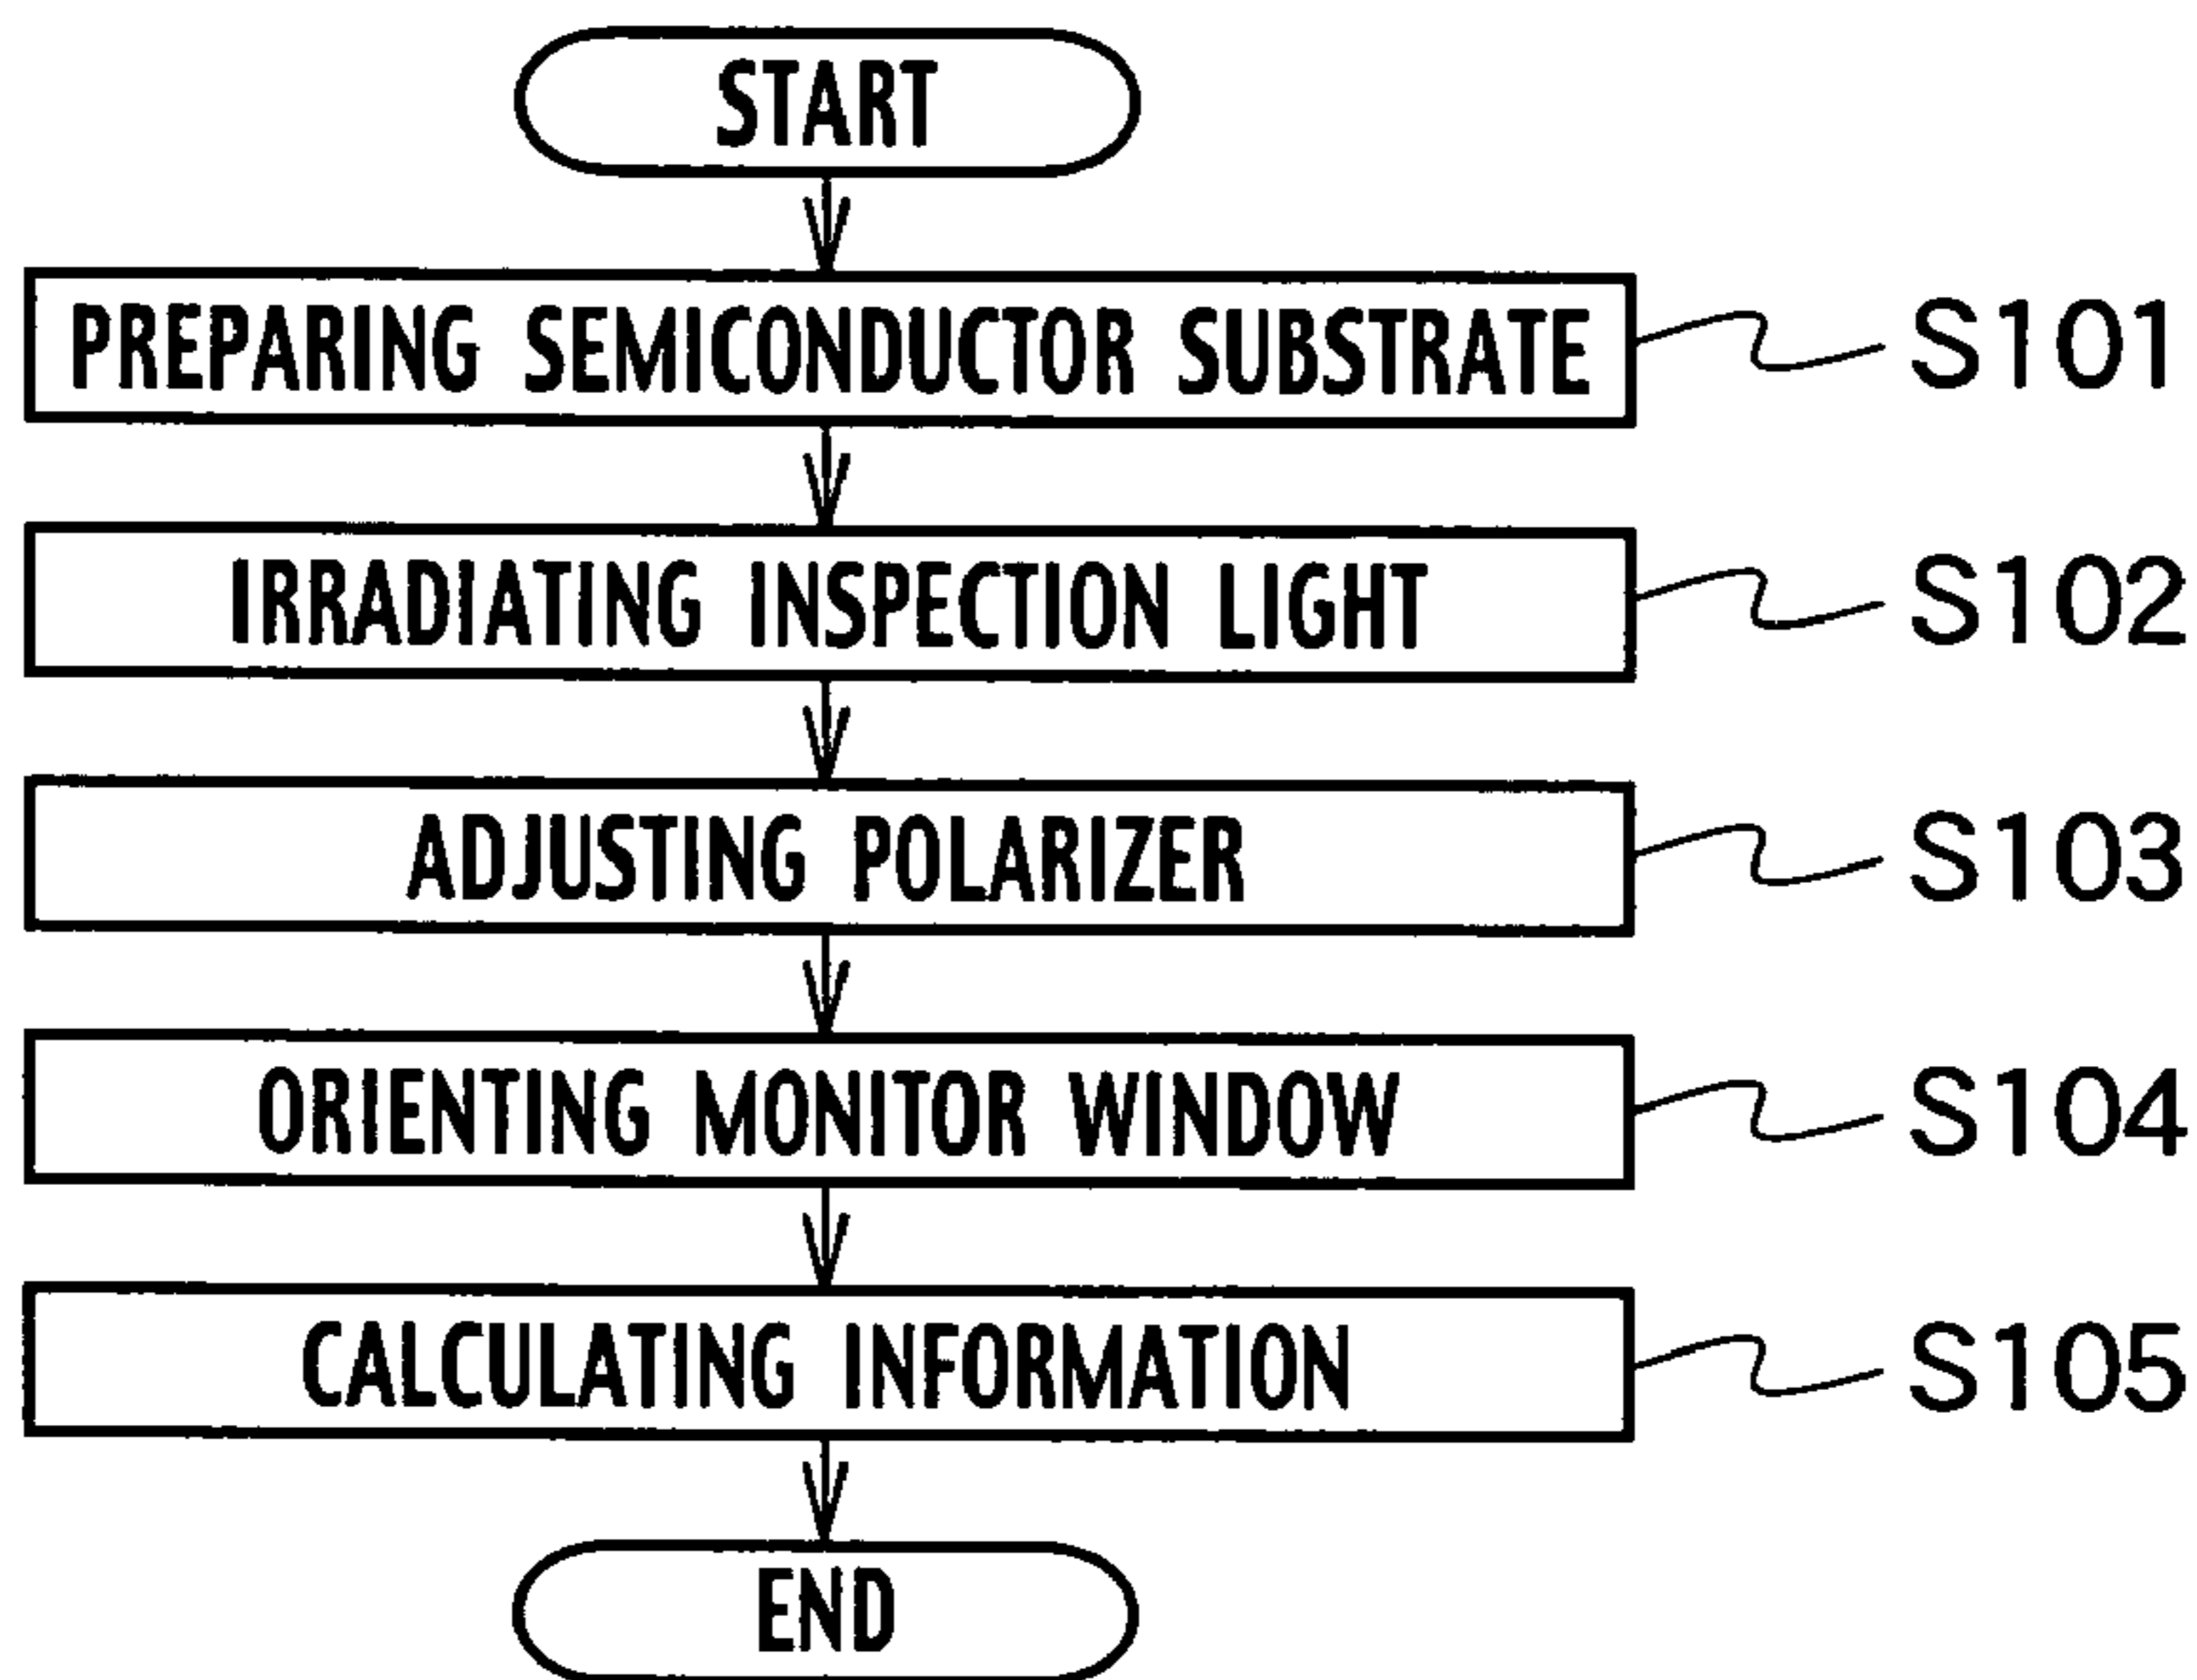 START
PREPARING SEMICONDUCTOR SUBSTRATE S101
IRRADIATING INSPECTION LIGHT S102
ADJUSTING POLARIZER S103
ORIENTING MONITOR WINDOW S104
CALCULATING INFORMATION S105
END